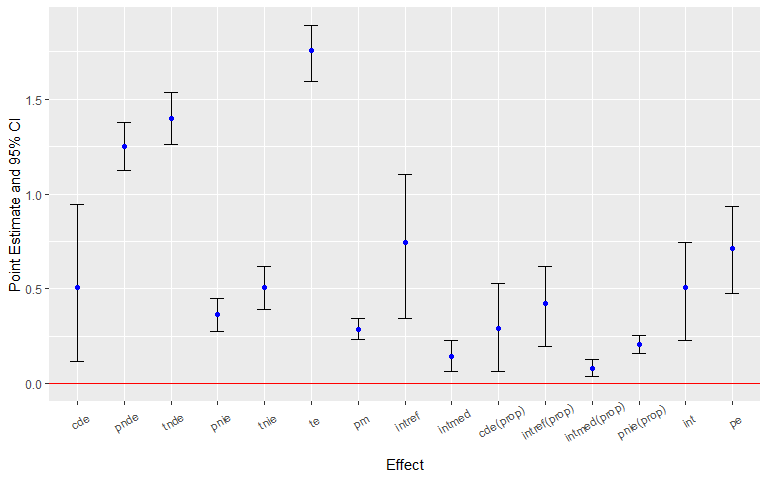 Point Estimate and 95% CI
1.5
1.0
0.5
0.0
cde
pnde
tnde
pnie
tnie
te
pm
intref
intmed
cde(prop)
intref(prop)
intmed(prop)
pnie(prop)
int
pe
Effect